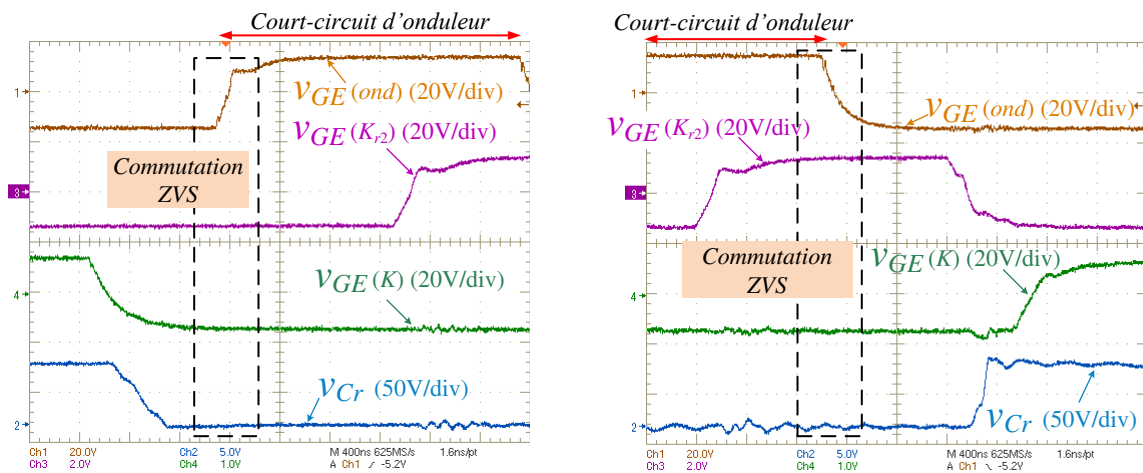 Court-circuit d'onduleur
1
vGE (ond) (20V/div)
vGE (Kr2) (20V/div)
Commutation
ZVS
3
vGE (K) (20V/div)
4
vCr (50V/div)
2
Ch1 20.0V Ch2 5.0V M 400ns 625MS/s 1.6ns/pt
Ch3 2.0V Ch4 1.0V A Ch1 -5.2V
Court-circuit d'onduleur
1
vGE (ond) (20V/div)
vGE (Kr2) (20V/div)
3
Commutation
ZVS
vGE (K) (20V/div)
4
vCr (50V/div)
2
Ch1 20.0V Ch2 5.0V M 400ns 625MS/s 1.6ns/pt
Ch3 2.0V Ch4 1.0V A Ch1 -5.2V